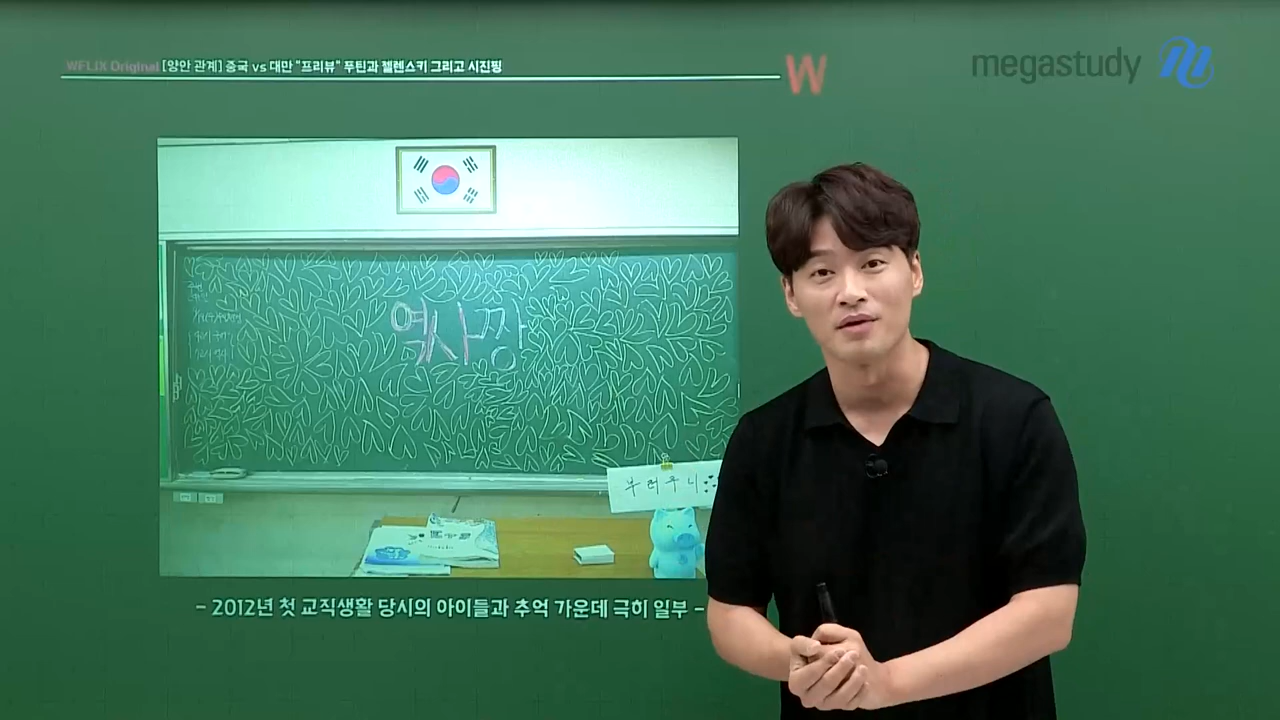 WFLIX Original [양안 관계] 중국 vs 대만 "프리뷰" 푸틴과 젤렌스키 그리고 시진핑
W
megastudy
역사짱
부러우니
- 2012년 첫 교직생활 당시의 아이들과 추억 가운데 극히 일부 -